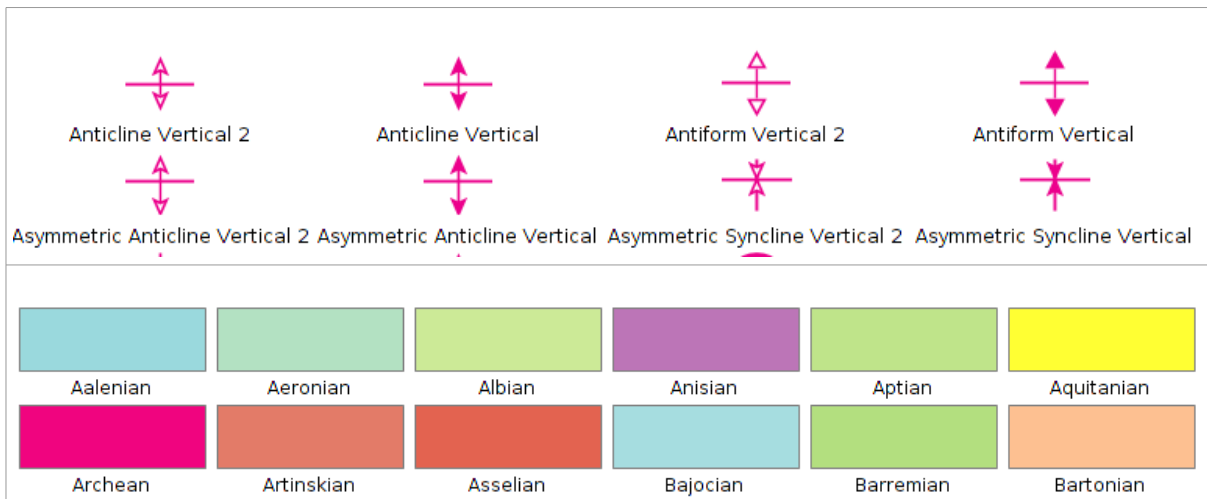 Anticline Vertical 2 Anticline Vertical Antiform Vertical 2 Antiform Vertical
Asymmetric Anticline Vertical 2 Asymmetric Anticline Vertical Asymmetric Syncline Vertical 2 Asymmetric Syncline Vertical
Aalenian Aeronian Albian Anisian Aptian Aquitanian
Archean Artinskian Asselian Bajocian Barremian Bartonian